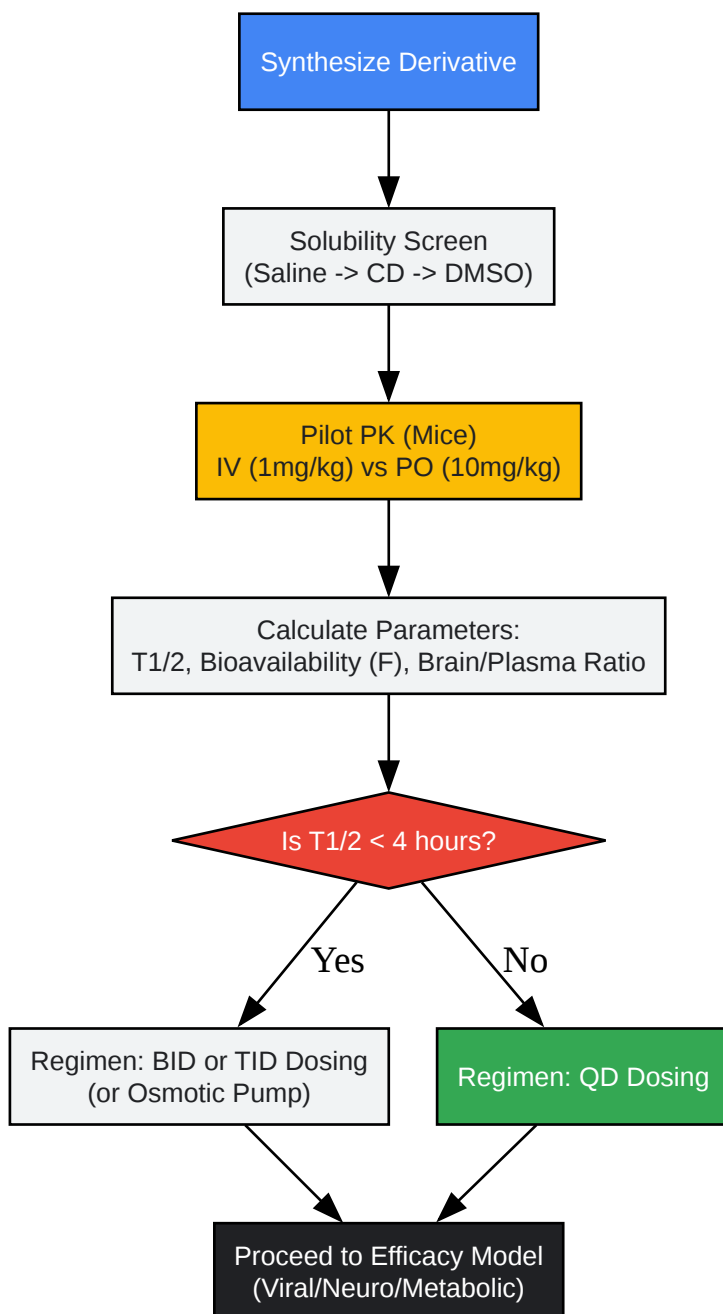 Synthesize Derivative
Solubility Screen
(Saline -> CD -> DMSO)
Pilot PK (Mice)
IV (1mg/kg) vs PO (10mg/kg)
Calculate Parameters:
T1/2, Bioavailability (F), Brain/Plasma Ratio
Is T1/2 < 4 hours?
Yes
No
Regimen: BID or TID Dosing
(or Osmotic Pump)
Regimen: QD Dosing
Proceed to Efficacy Model
(Viral/Neuro/Metabolic)